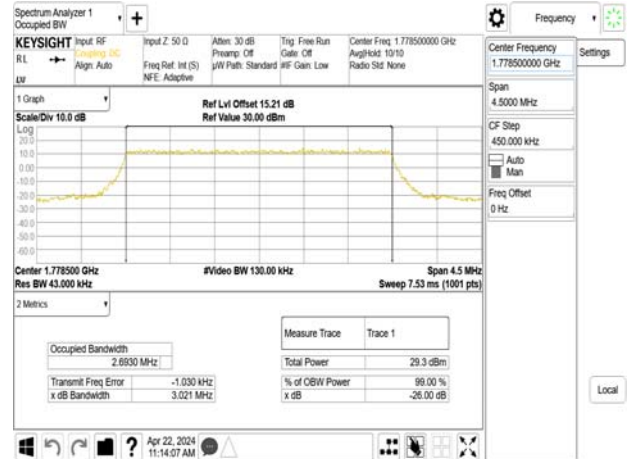 Spectrum Analyzer 1
Occupied BW
+
Frequency
KEYSIGHT
RL
Input: RF
Coupling: DC
Align: Auto
Input Z: 50 Ω
Freq Ref: Int (S)
NFE: Adaptive
Atten: 30 dB
Preamp: Off
µW Path: Standard
Trig: Free Run
Gate: Off
#IF Gain: Low
Center Freq: 1.778500000 GHz
Avg|Hold: 10/10
Radio Std: None
Center Frequency
1.778500000 GHz
Settings
Span
4.5000 MHz
CF Step
450.000 kHz
Auto
Man
Freq Offset
0 Hz
Local
1 Graph
Scale/Div 10.0 dB
Ref Lvl Offset 15.21 dB
Ref Value 30.00 dBm
Log
20.0
10.0
0.00
-10.0
-20.0
-30.0
-40.0
-50.0
-60.0
Center 1.778500 GHz
Res BW 43.000 kHz
#Video BW 130.00 kHz
Span 4.5 MHz
Sweep 7.53 ms (1001 pts)
2 Metrics
Measure Trace Trace 1
Occupied Bandwidth
2.6930 MHz
Total Power 29.3 dBm
Transmit Freq Error -1.030 kHz
% of OBW Power 99.00 %
x dB Bandwidth 3.021 MHz
x dB -26.00 dB
?
Apr 22, 2024
11:14:07 AM